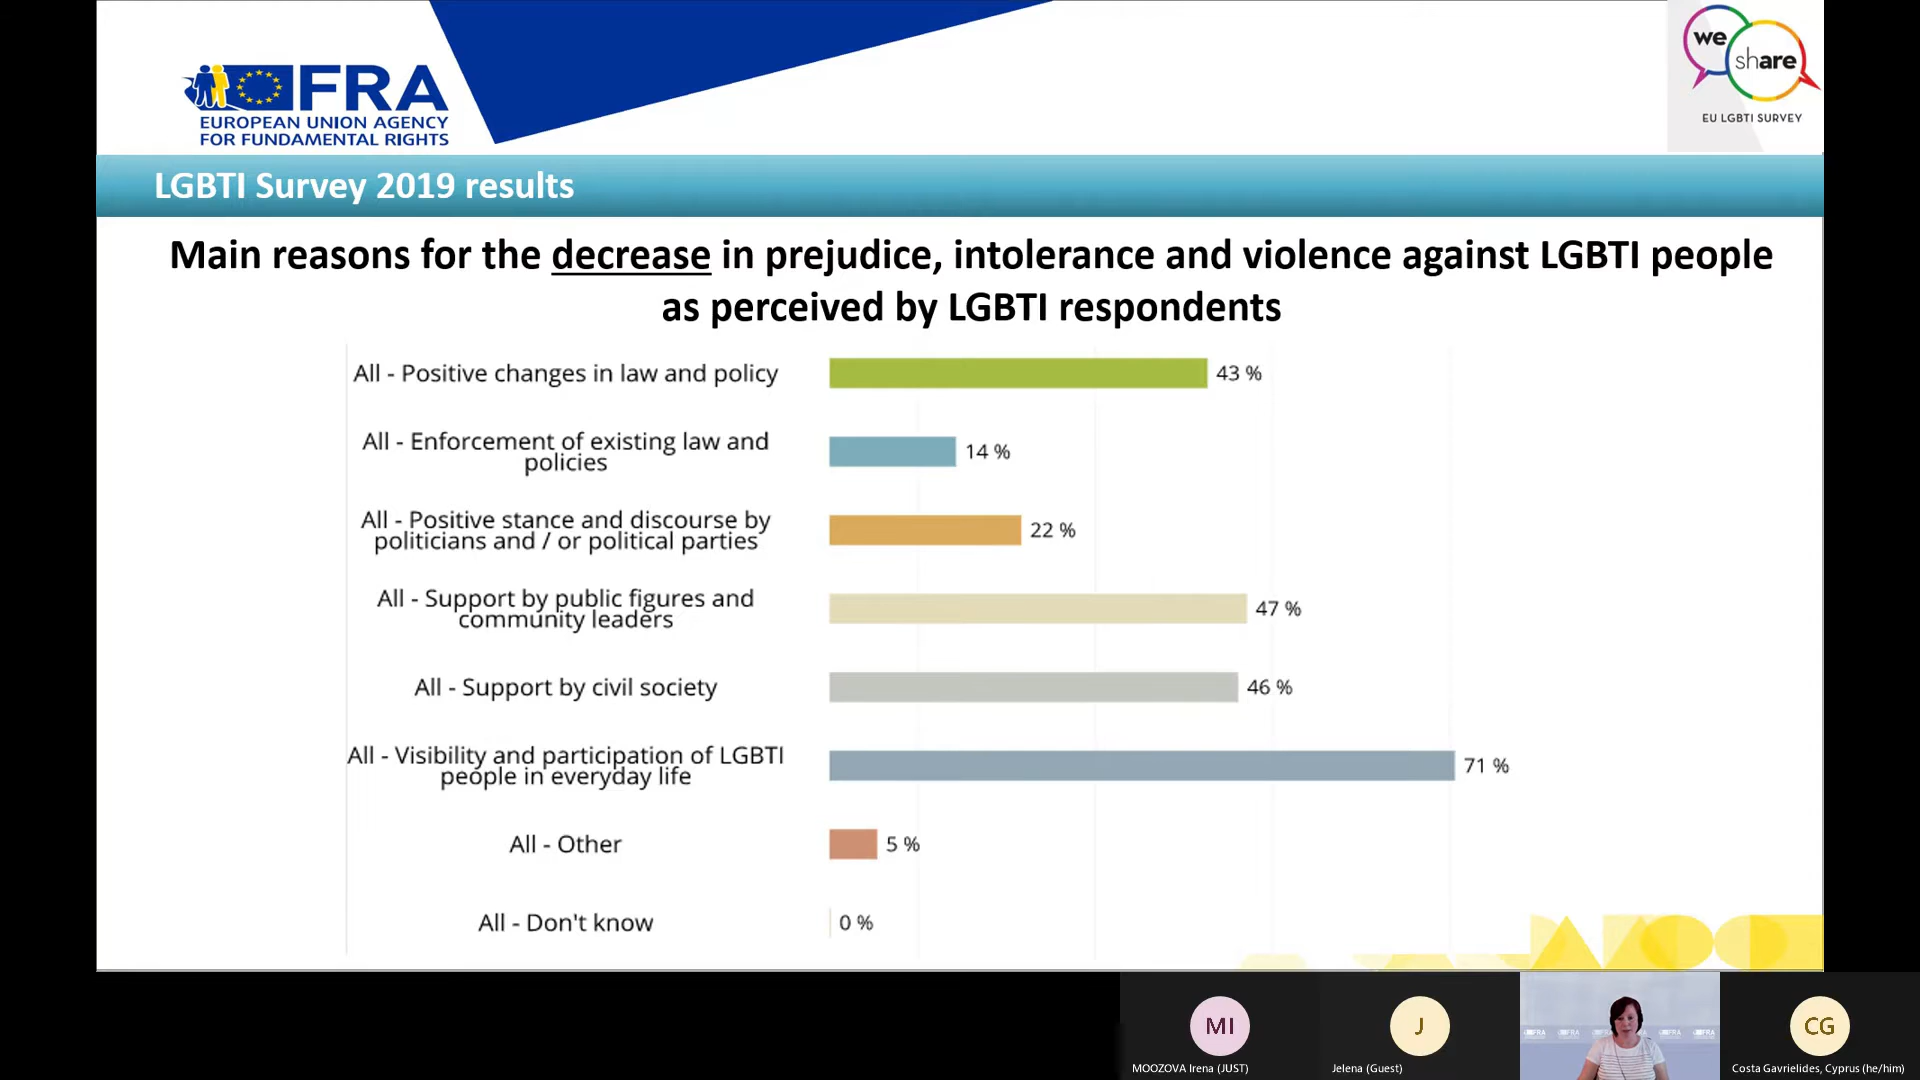 we
share
EU LGBTI SURVEY
FRA
EUROPEAN UNION AGENCY
FOR FUNDAMENTAL RIGHTS
LGBTI Survey 2019 results
Main reasons for the decrease in prejudice, intolerance and violence against LGBTI people
as perceived by LGBTI respondents
All - Positive changes in law and policy
43 %
All - Enforcement of existing law and
policies
14 %
All - Positive stance and discourse by
politicians and / or political parties
22 %
All - Support by public figures and
community leaders
47 %
All - Support by civil society
46 %
All - Visibility and participation of LGBTI
people in everyday life
71 %
All - Other
5 %
All - Don't know
0 %
MI
MOOZOVA Irena (JUST)
J
Jelena (Guest)
FRA
FRA
FRA
CG
Costa Gavrielides, Cyprus (he/him)